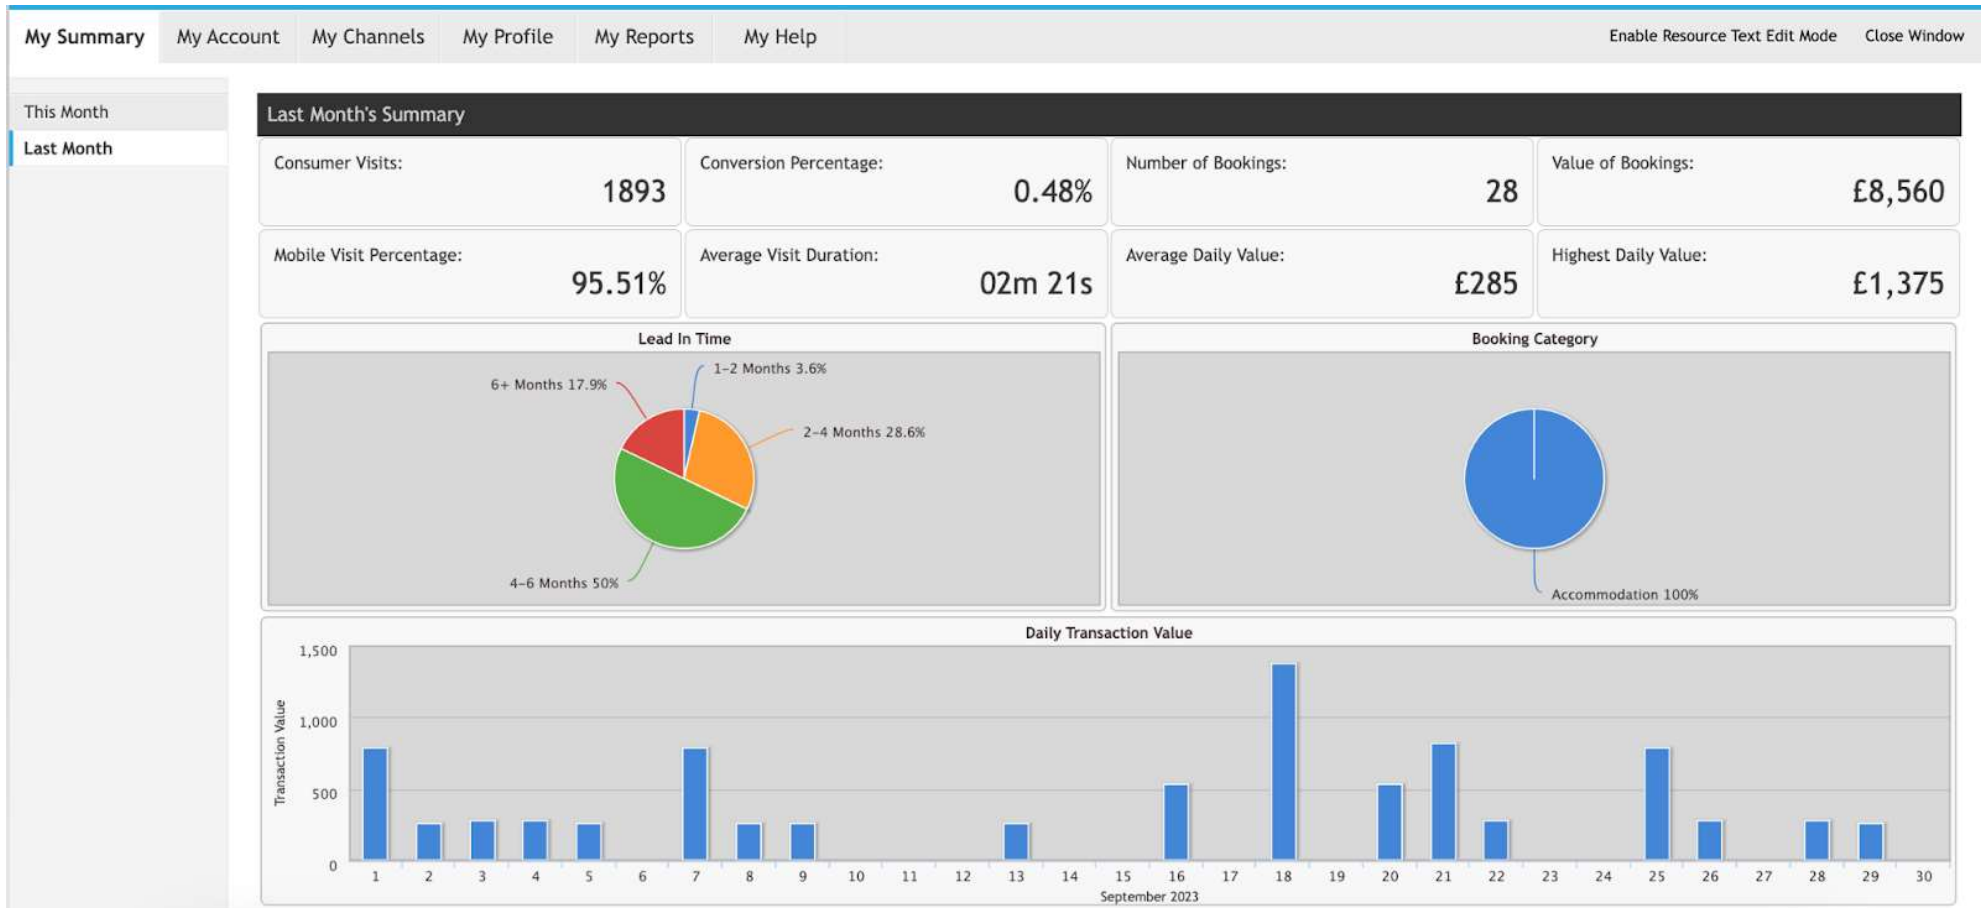 My Summary My Account My Channels My Profile My Reports My Help Enable Resource Text Edit Mode Close Window
This Month
Last Month
Last Month's Summary
Consumer Visits: Conversion Percentage: Number of Bookings: Value of Bookings:
1893 0.48% 28 £8,560
Mobile Visit Percentage: Average Visit Duration: Average Daily Value: Highest Daily Value:
95.51% 02m 21s £285 £1,375
Lead In Time
1–2 Months 3.6%
6+ Months 17.9%
2–4 Months 28.6%
4–6 Months 50%
Booking Category
Accommodation 100%
Daily Transaction Value
Transaction Value
1,500
1,000
500
0
1 2 3 4 5 6 7 8 9 10 11 12 13 14 15 16 17 18 19 20 21 22 23 24 25 26 27 28 29 30
September 2023